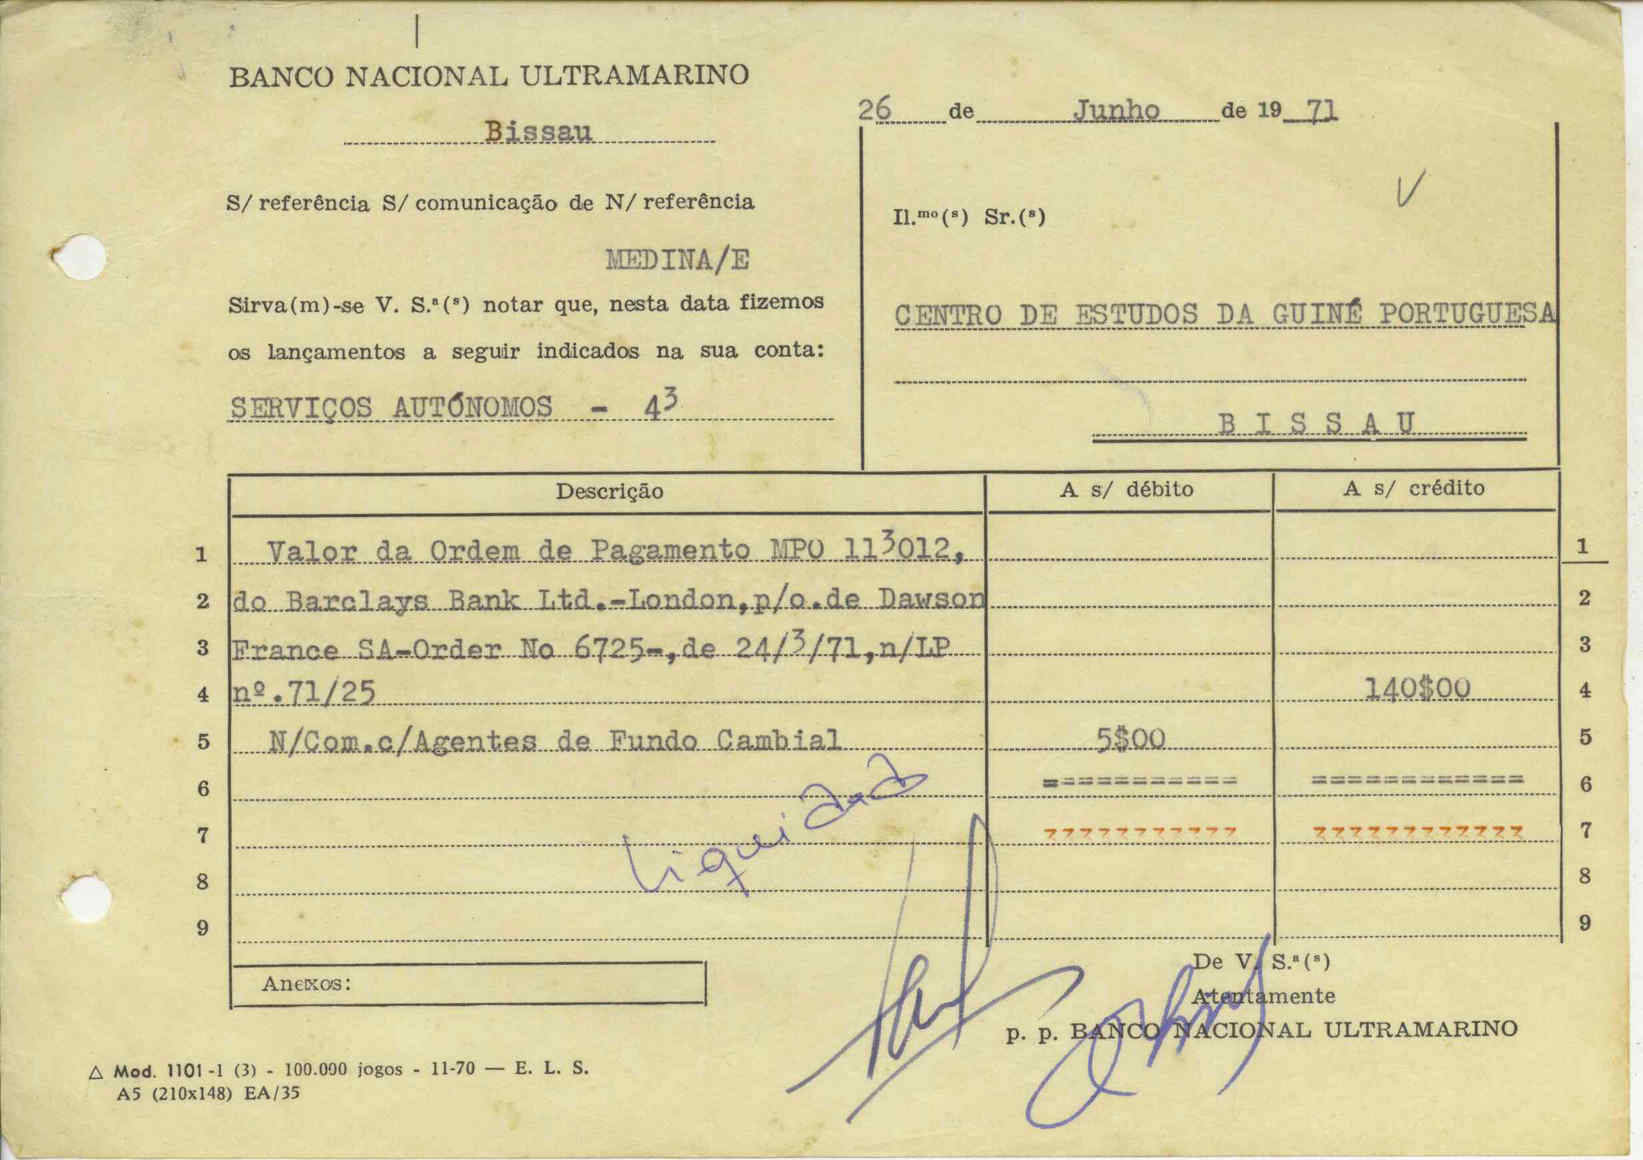 BANCO NACIONAL ULTRAMARINO
Bissau
26 de Junho de 19 71
S/ referência S/ comunicação de N/ referência
MEDINA/E
Il.ᵐᵒ(ˢ) Sr.(ˢ)
Sirva(m)-se V. S.ª(ˢ) notar que, nesta data fizemos
os lançamentos a seguir indicados na sua conta:
SERVIÇOS AUTÓNOMOS - 43
CENTRO DE ESTUDOS DA GUINÉ PORTUGUESA
B I S S A U
Descrição A s/ débito A s/ crédito
1 Valor da Ordem de Pagamento MPO 113012, 1
2 do Barclays Bank Ltd.-London,p/o.de Dawson 2
3 France SA-Order No 6725-,de 24/3/71,n/LP 3
4 nº.71/25 140$00 4
5 N/Com.c/Agentes de Fundo Cambial 5$00 5
6 =========== ============ 6
7 7
8 8
9 9
Liquidad
Anexos:
De V. S.ª(ˢ)
Atentamente
p. p. BANCO NACIONAL ULTRAMARINO
△ Mod. 1101-1 (3) - 100.000 jogos - 11-70 — E. L. S.
A5 (210x148) EA/35